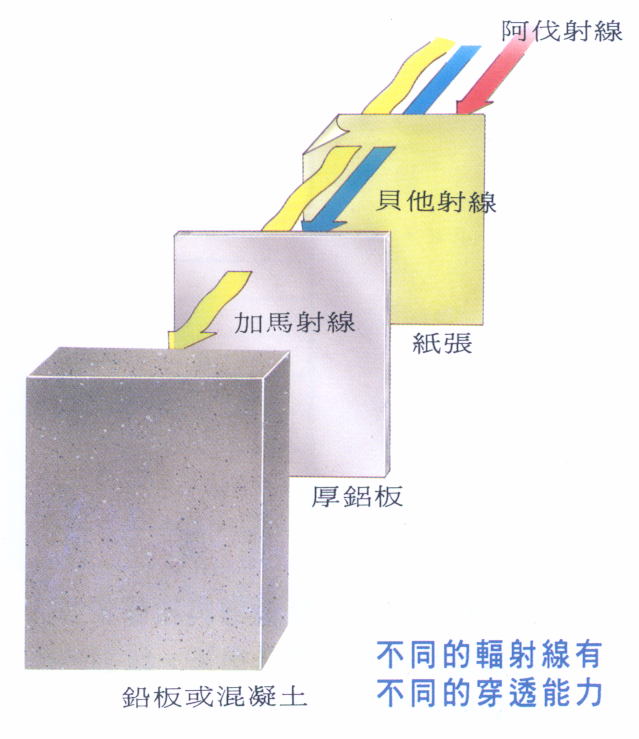 阿伐射線
貝他射線
加馬射線
紙張
厚鋁板
鉛板或混凝土
不同的輻射線有
不同的穿透能力